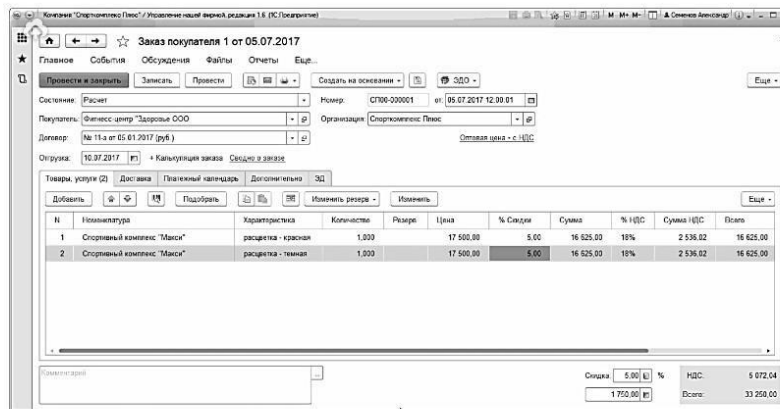 Компания "Спорткомплекс Плюс" / Управление нашей фирмой, редакция 1.6 (1С:Предприятие)
M M+ M- Семенов Александр
Заказ покупателя 1 от 05.07.2017
Главное События Обсуждения Файлы Отчеты Еще...
Провести и закрыть Записать Провести Создать на основании ЭДО Еще
Состояние: Расчет Номер: СП00-000001 от: 05.07.2017 12:00:01
Покупатель: Фитнесс-центр "Здоровье ООО Организация: Спорткомплекс Плюс
Договор: № 11-а от 05.01.2017 (руб.) Оптовая цена - с НДС
Отгрузка: 10.07.2017 + Калькуляция заказа Сводно о заказе
Товары, услуги (2) Доставка Платежный календарь Дополнительно ЭД
Добавить Подобрать Изменить резерв Изменить Еще
N Номенклатура Характеристика Количество Резерв Цена % Скидки Сумма % НДС Сумма НДС Всего
1 Спортивный комплекс "Макси" расцветка - красная 1,000 17 500,00 5,00 16 625,00 18% 2 536,02 16 625,00
2 Спортивный комплекс "Макси" расцветка - темная 1,000 17 500,00 5,00 16 625,00 18% 2 536,02 16 625,00
Комментарий ... Скидка: 5,00 % НДС: 5 072,04
1 750,00 Всего: 33 250,00